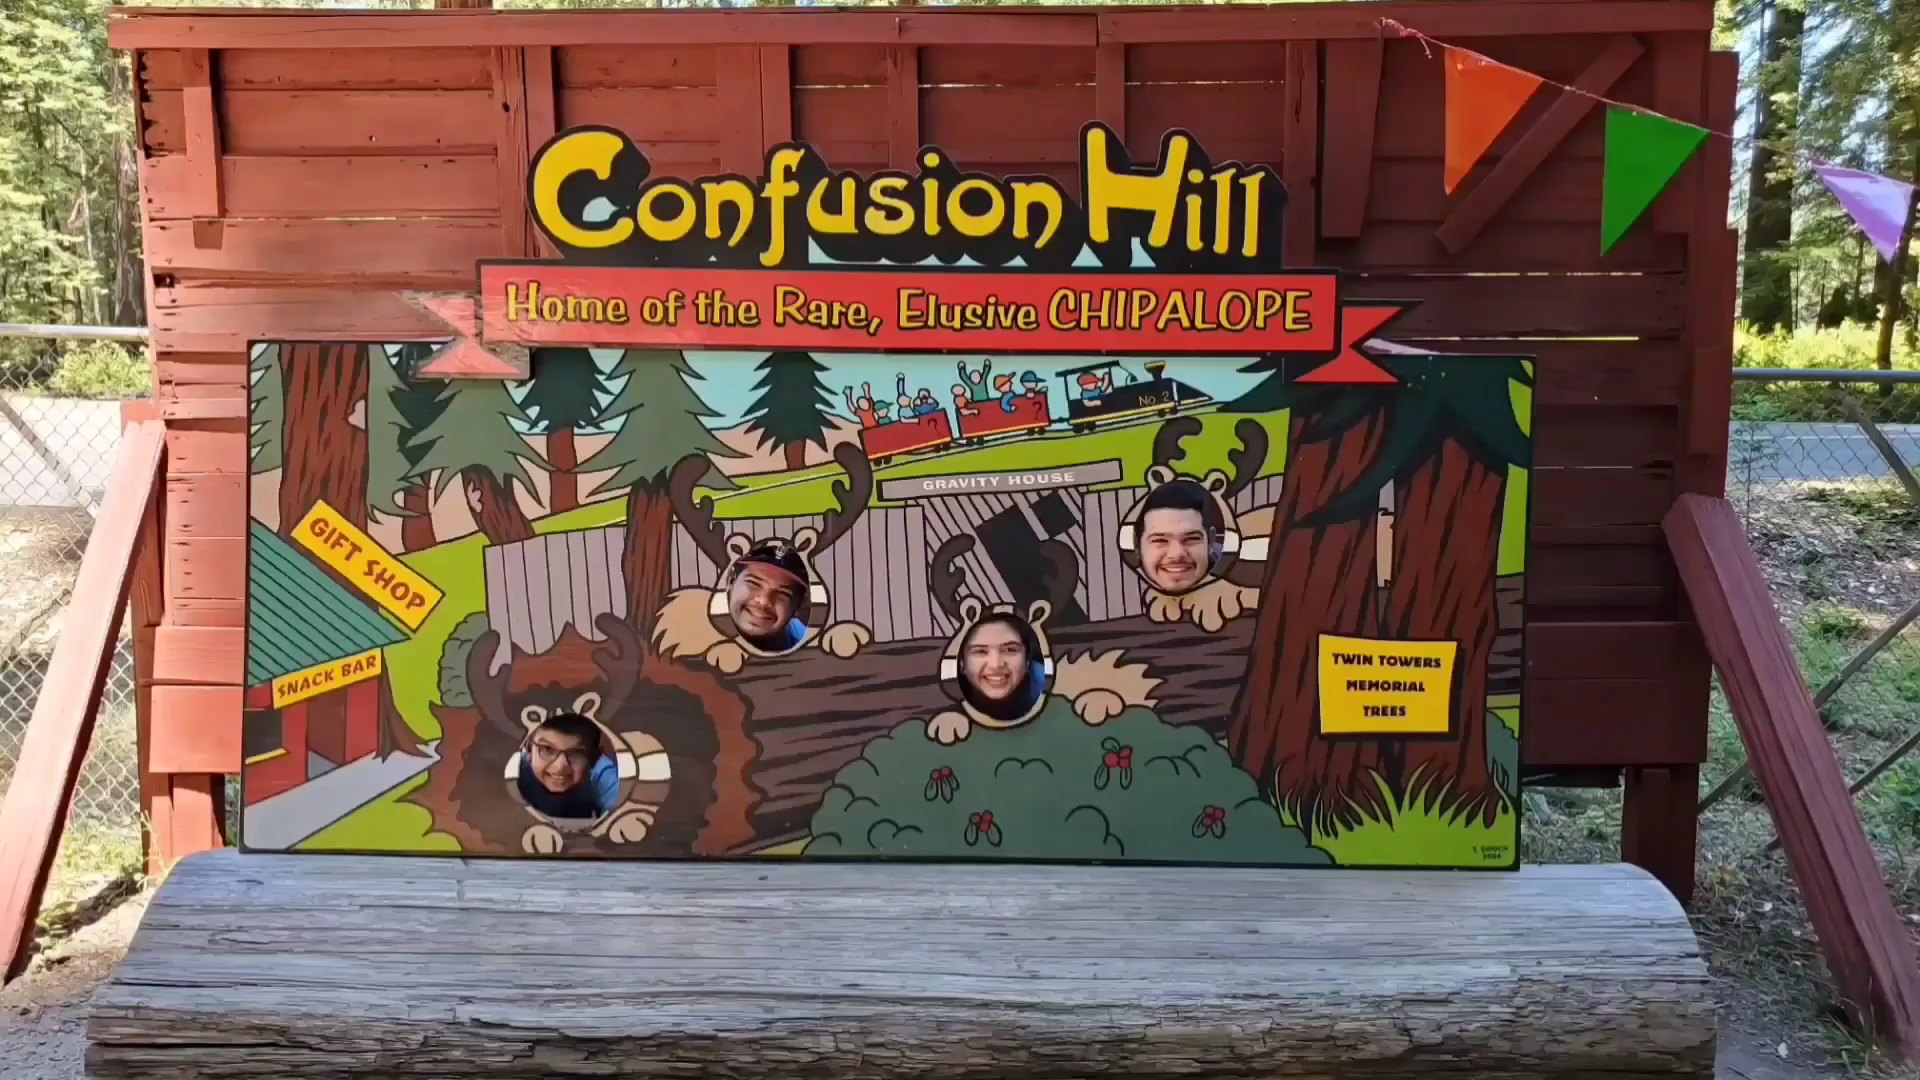 Confusion Hill
Home of the Rare, Elusive CHIPALOPE
No. 2
?
?
GRAVITY HOUSE
GIFT SHOP
SNACK BAR
TWIN TOWERS
MEMORIAL
TREES